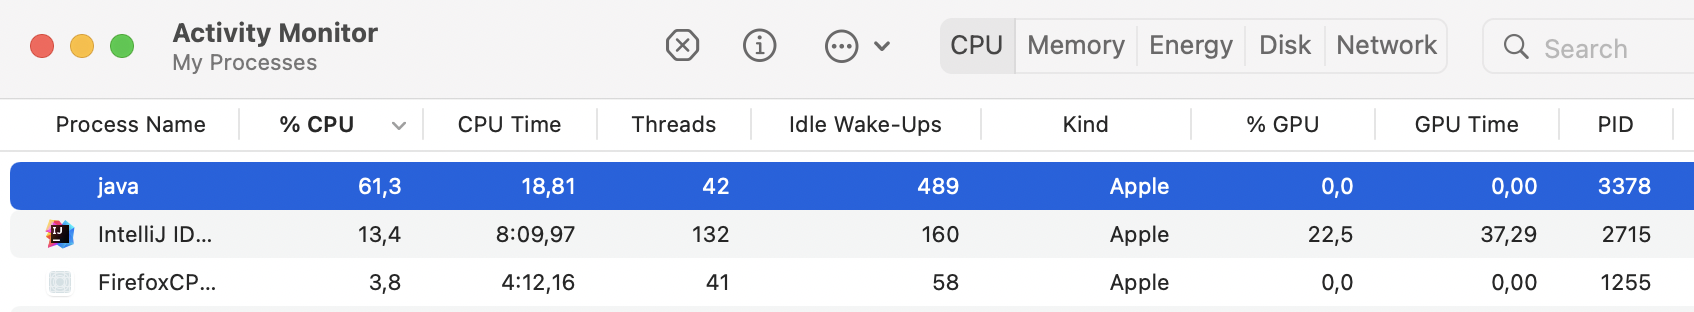 Activity Monitor
My Processes
CPU Memory Energy Disk Network Search
Process Name % CPU CPU Time Threads Idle Wake-Ups Kind % GPU GPU Time PID
java 61,3 18,81 42 489 Apple 0,0 0,00 3378
IJ IntelliJ ID... 13,4 8:09,97 132 160 Apple 22,5 37,29 2715
FirefoxCP... 3,8 4:12,16 41 58 Apple 0,0 0,00 1255